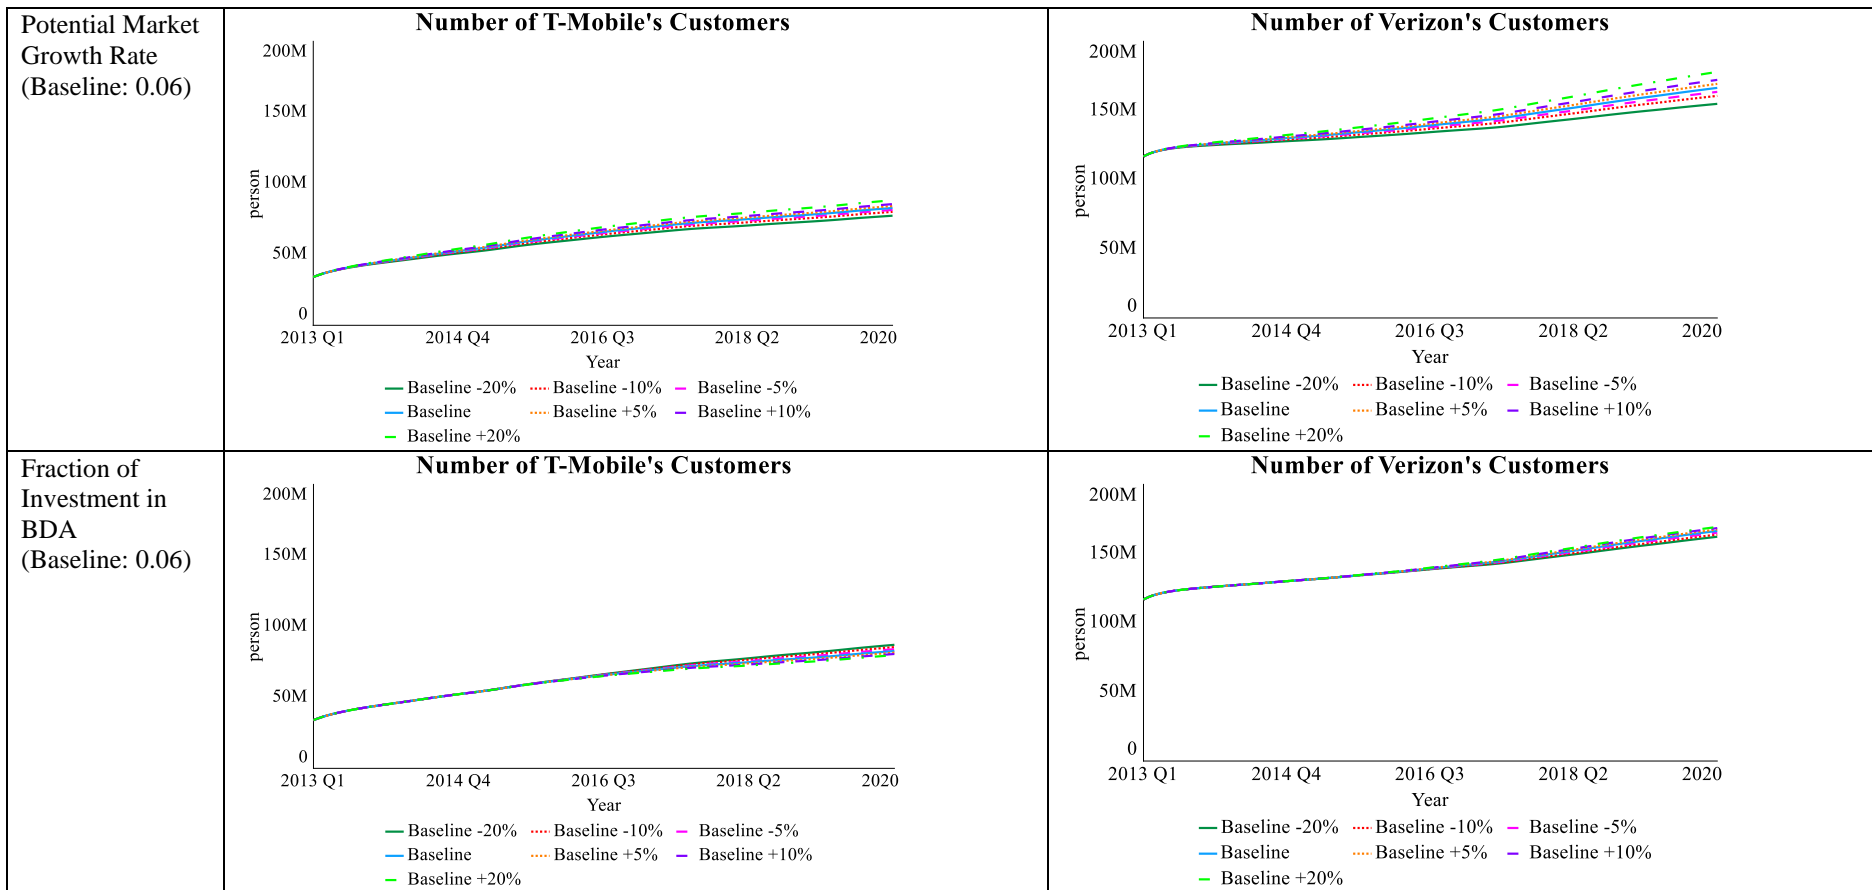 Potential Market
Growth Rate
(Baseline: 0.06)
Number of T-Mobile's Customers
200M
150M
100M
50M
0
person
2013 Q1 2014 Q4 2016 Q3 2018 Q2 2020
Year
Baseline -20% Baseline -10% Baseline -5%
Baseline Baseline +5% Baseline +10%
Baseline +20%
Number of Verizon's Customers
200M
150M
100M
50M
0
person
2013 Q1 2014 Q4 2016 Q3 2018 Q2 2020
Year
Baseline -20% Baseline -10% Baseline -5%
Baseline Baseline +5% Baseline +10%
Baseline +20%
Fraction of
Investment in
BDA
(Baseline: 0.06)
Number of T-Mobile's Customers
200M
150M
100M
50M
0
person
2013 Q1 2014 Q4 2016 Q3 2018 Q2 2020
Year
Baseline -20% Baseline -10% Baseline -5%
Baseline Baseline +5% Baseline +10%
Baseline +20%
Number of Verizon's Customers
200M
150M
100M
50M
0
person
2013 Q1 2014 Q4 2016 Q3 2018 Q2 2020
Year
Baseline -20% Baseline -10% Baseline -5%
Baseline Baseline +5% Baseline +10%
Baseline +20%